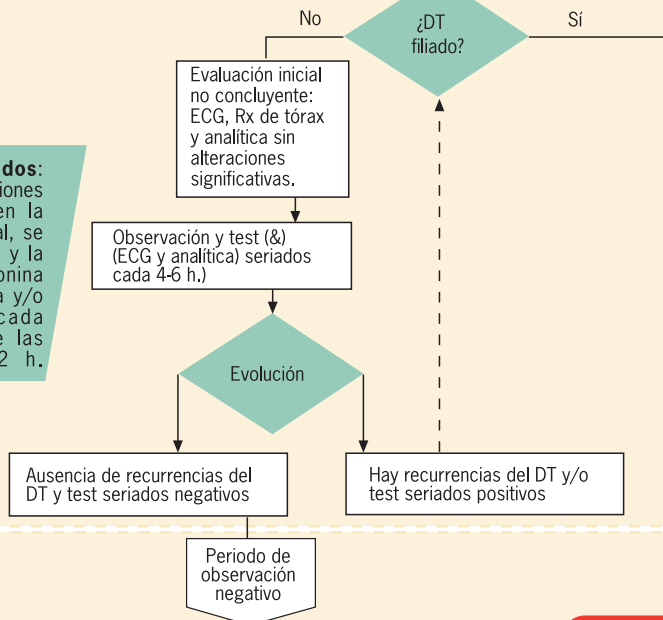 No
¿DT
filiado?
Sí
Evaluación inicial
no concluyente:
ECG, Rx de tórax
y analítica sin
alteraciones
significativas.
dos:
iones
en la
al, se
y la
onina
a y/o
cada
e las
2 h.
Observación y test (&)
(ECG y analítica) seriados
cada 4-6 h.)
Evolución
Ausencia de recurrencias del
DT y test seriados negativos
Hay recurrencias del DT y/o
test seriados positivos
Periodo de
observación
negativo